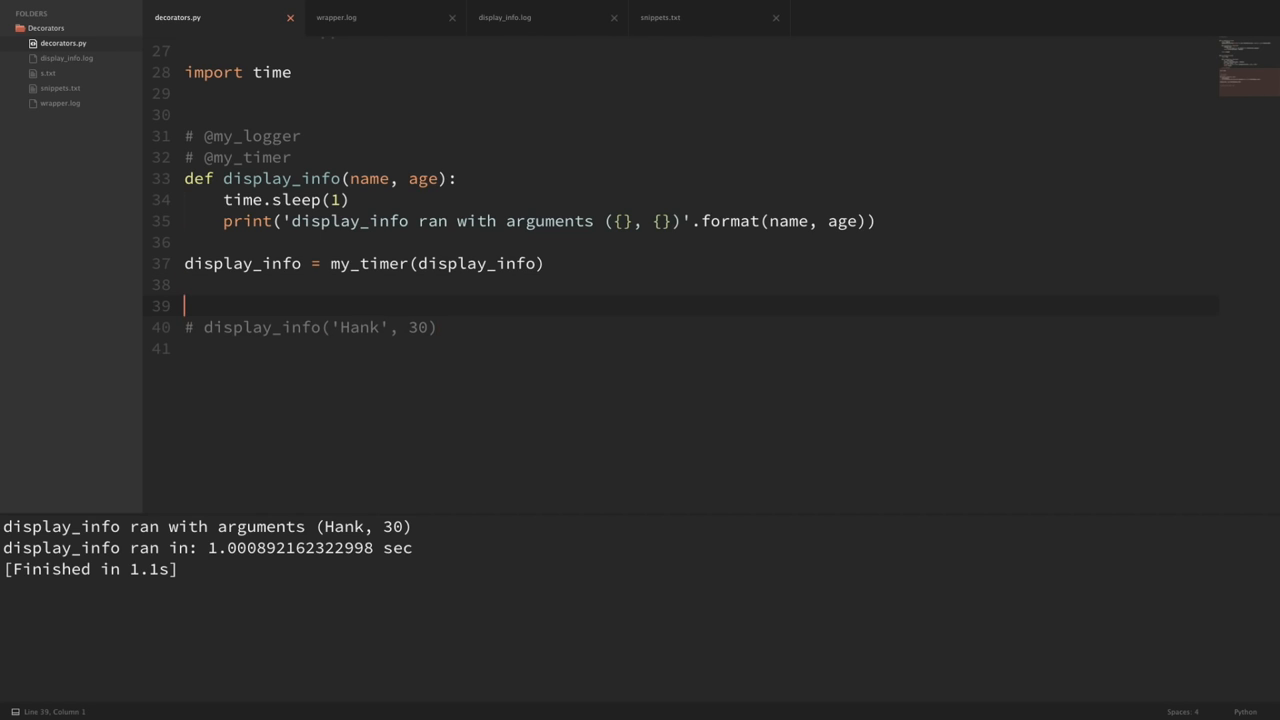 FOLDERS
Decorators
decorators.py
display_info.log
s.txt
snippets.txt
wrapper.log
decorators.py
wrapper.log
display_info.log
snippets.txt
27
28 import time
29
30
31 # @my_logger
32 # @my_timer
33 def display_info(name, age):
34     time.sleep(1)
35     print('display_info ran with arguments ({}, {})'.format(name, age))
36
37 display_info = my_timer(display_info)
38
39
40 # display_info('Hank', 30)
41
display_info ran with arguments (Hank, 30)
display_info ran in: 1.000892162322998 sec
[Finished in 1.1s]
Line 39, Column 1
Spaces: 4
Python